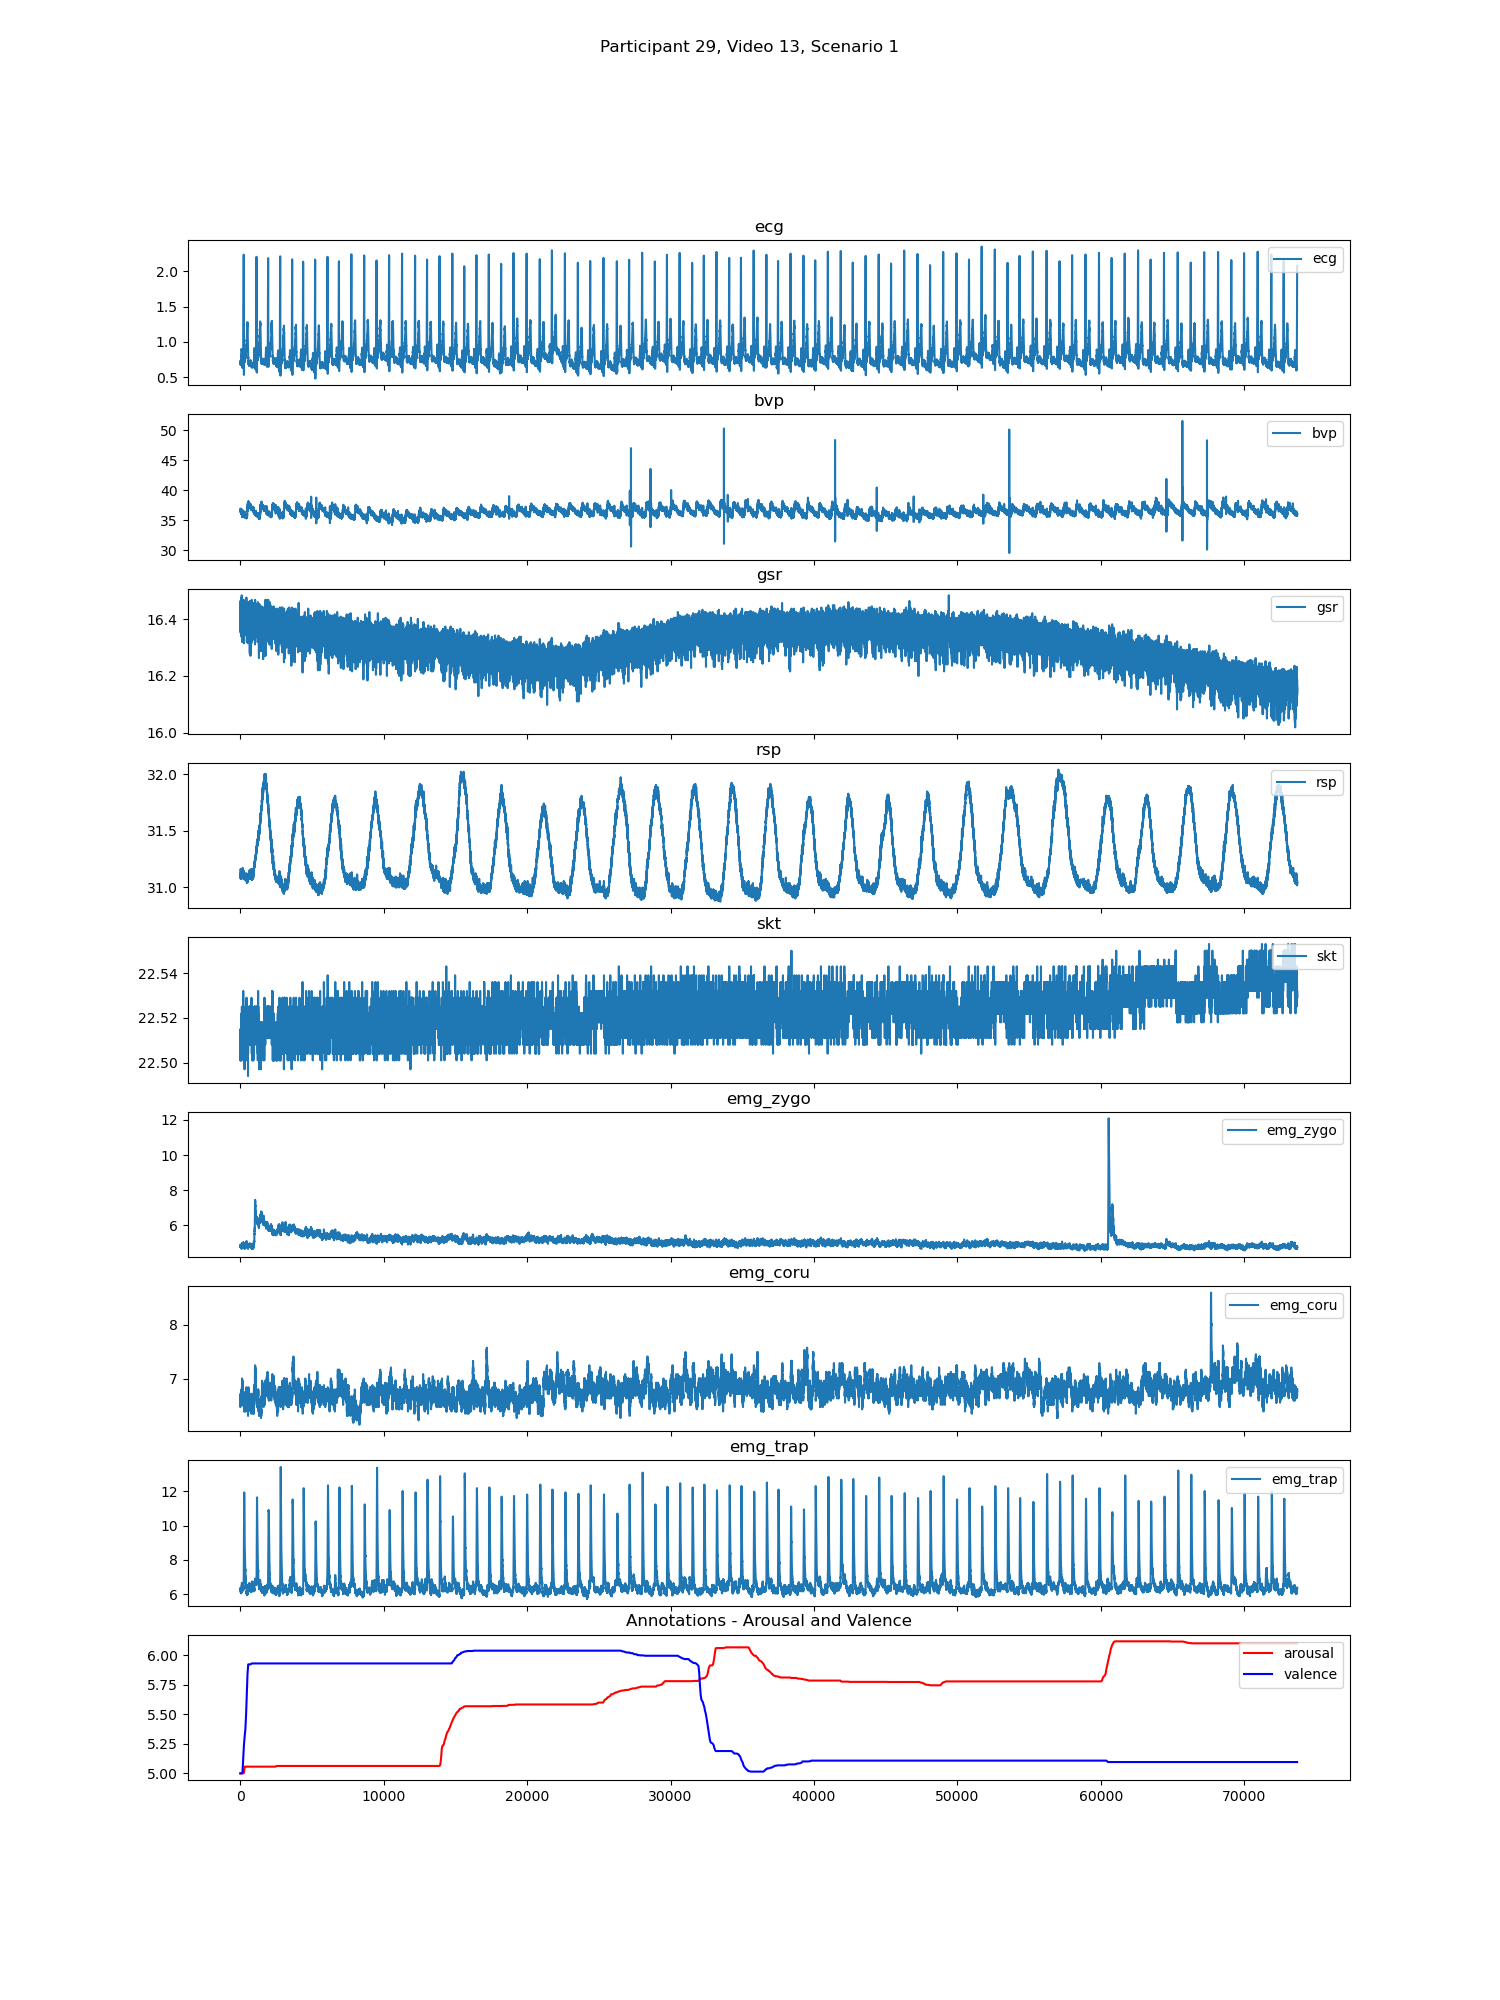 Participant 29, Video 13, Scenario 1
ecg
2.0
1.5
1.0
0.5
ecg
bvp
50
45
40
35
30
bvp
gsr
16.4
16.2
16.0
gsr
rsp
32.0
31.5
31.0
rsp
skt
22.54
22.52
22.50
skt
emg_zygo
12
10
8
6
emg_zygo
emg_coru
8
7
emg_coru
emg_trap
12
10
8
6
emg_trap
Annotations - Arousal and Valence
6.00
5.75
5.50
5.25
5.00
arousal
valence
0 10000 20000 30000 40000 50000 60000 70000